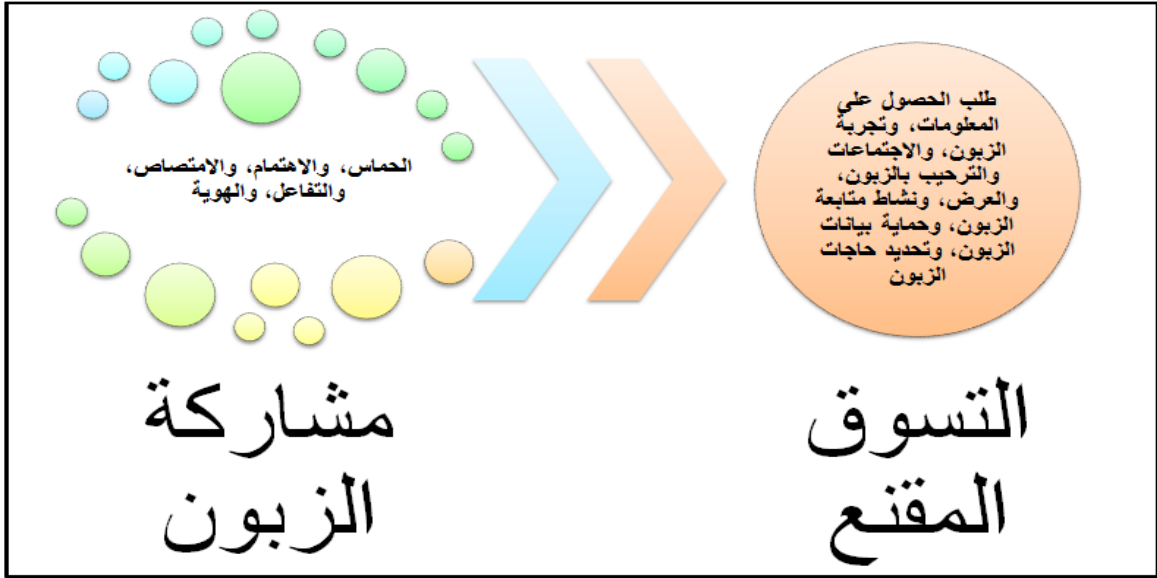 طلب الحصول على
المعلومات، وتجربة
الزبون، والاجتماعات
والترحيب بالزبون،
والعرض، ونشاط متابعة
الزبون، وحماية بيانات
الزبون، وتحديد حاجات
الزبون
التسوق
المقنع
الحماس، والاهتمام، والامتصاص،
والتفاعل، والهوية
مشاركة
الزبون